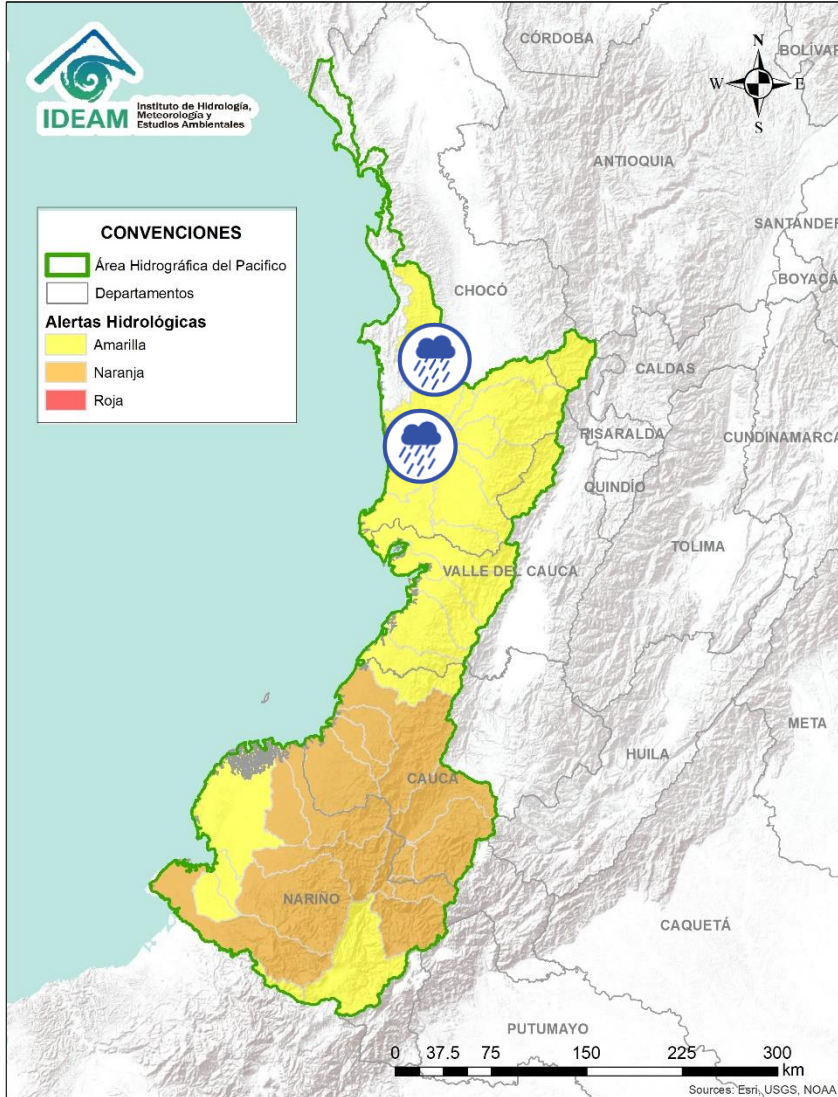 IDEAM
Instituto de Hidrología,
Meteorología y
Estudios Ambientales
CONVENCIONES
Área Hidrográfica del Pacifico
Departamentos
Alertas Hidrológicas
Amarilla
Naranja
Roja
N
W E
S
CÓRDOBA
BOLÍVAR
ANTIOQUIA
SANTANDER
BOYACÁ
CHOCÓ
CALDAS
RISARALDA
CUNDINAMARCA
QUINDÍO
TOLIMA
VALLE DEL CAUCA
META
HUILA
CAUCA
NARIÑO
CAQUETÁ
PUTUMAYO
0 37.5 75 150 225 300
km
Sources: Esri, USGS, NOAA